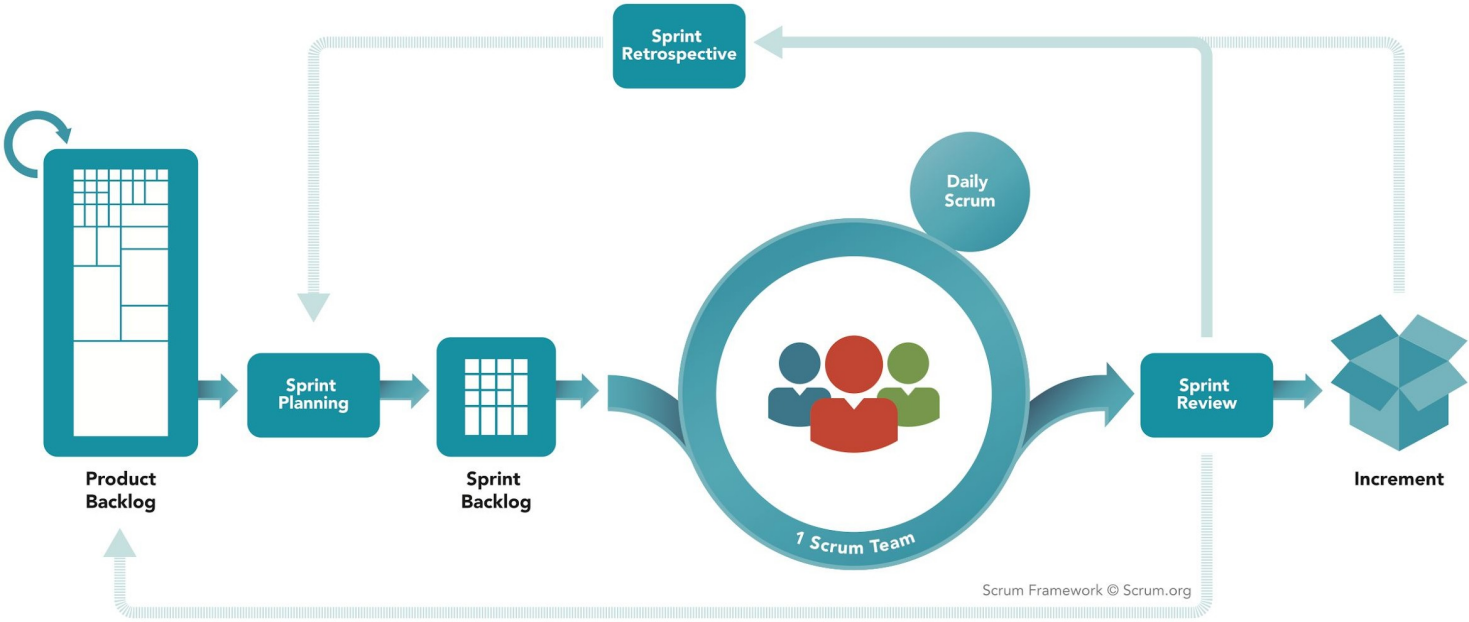 Sprint
Retrospective
Daily
Scrum
Sprint
Planning
Sprint
Review
Product
Backlog
Sprint
Backlog
Increment
1 Scrum Team
Scrum Framework © Scrum.org